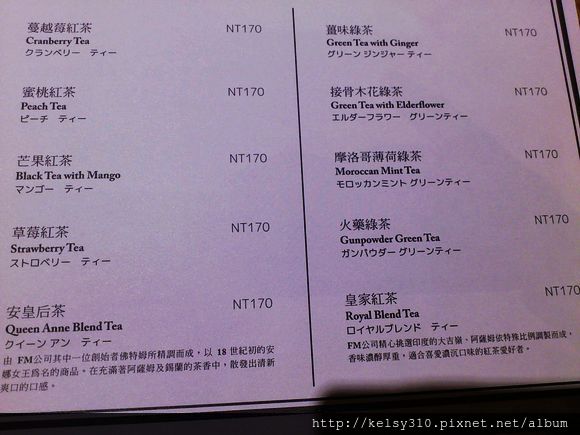 蔓越莓紅茶 NT170
Cranberry Tea
クランベリー ティー
蜜桃紅茶 NT170
Peach Tea
ピーチ ティー
芒果紅茶 NT170
Black Tea with Mango
マンゴー ティー
草莓紅茶 NT170
Strawberry Tea
ストロベリー ティー
安皇后茶 NT170
Queen Anne Blend Tea
クイーン アン ティー
由 FM公司其中一位創始者佛特姆所精調而成，以 18 世紀初的安
娜女王爲名的商品。在充滿著阿薩姆及錫蘭的茶香中，散發出清新
爽口的口感。
薑味綠茶 NT170
Green Tea with Ginger
グリーン ジンジャー ティー
接骨木花綠茶 NT170
Green Tea with Elderflower
エルダーフラワー グリーンティー
摩洛哥薄荷綠茶 NT170
Moroccan Mint Tea
モロッカンミント グリーンティー
火藥綠茶 NT170
Gunpowder Green Tea
ガンパウダー グリーンティー
皇家紅茶 NT170
Royal Blend Tea
ロイヤルブレンド ティー
FM公司精心挑選印度的大吉嶺、阿薩姆依特殊比例調製而成，
香味濃醇厚重，適合喜愛濃沉口味的紅茶愛好者。
http://kelsy310.pixnet.net/album